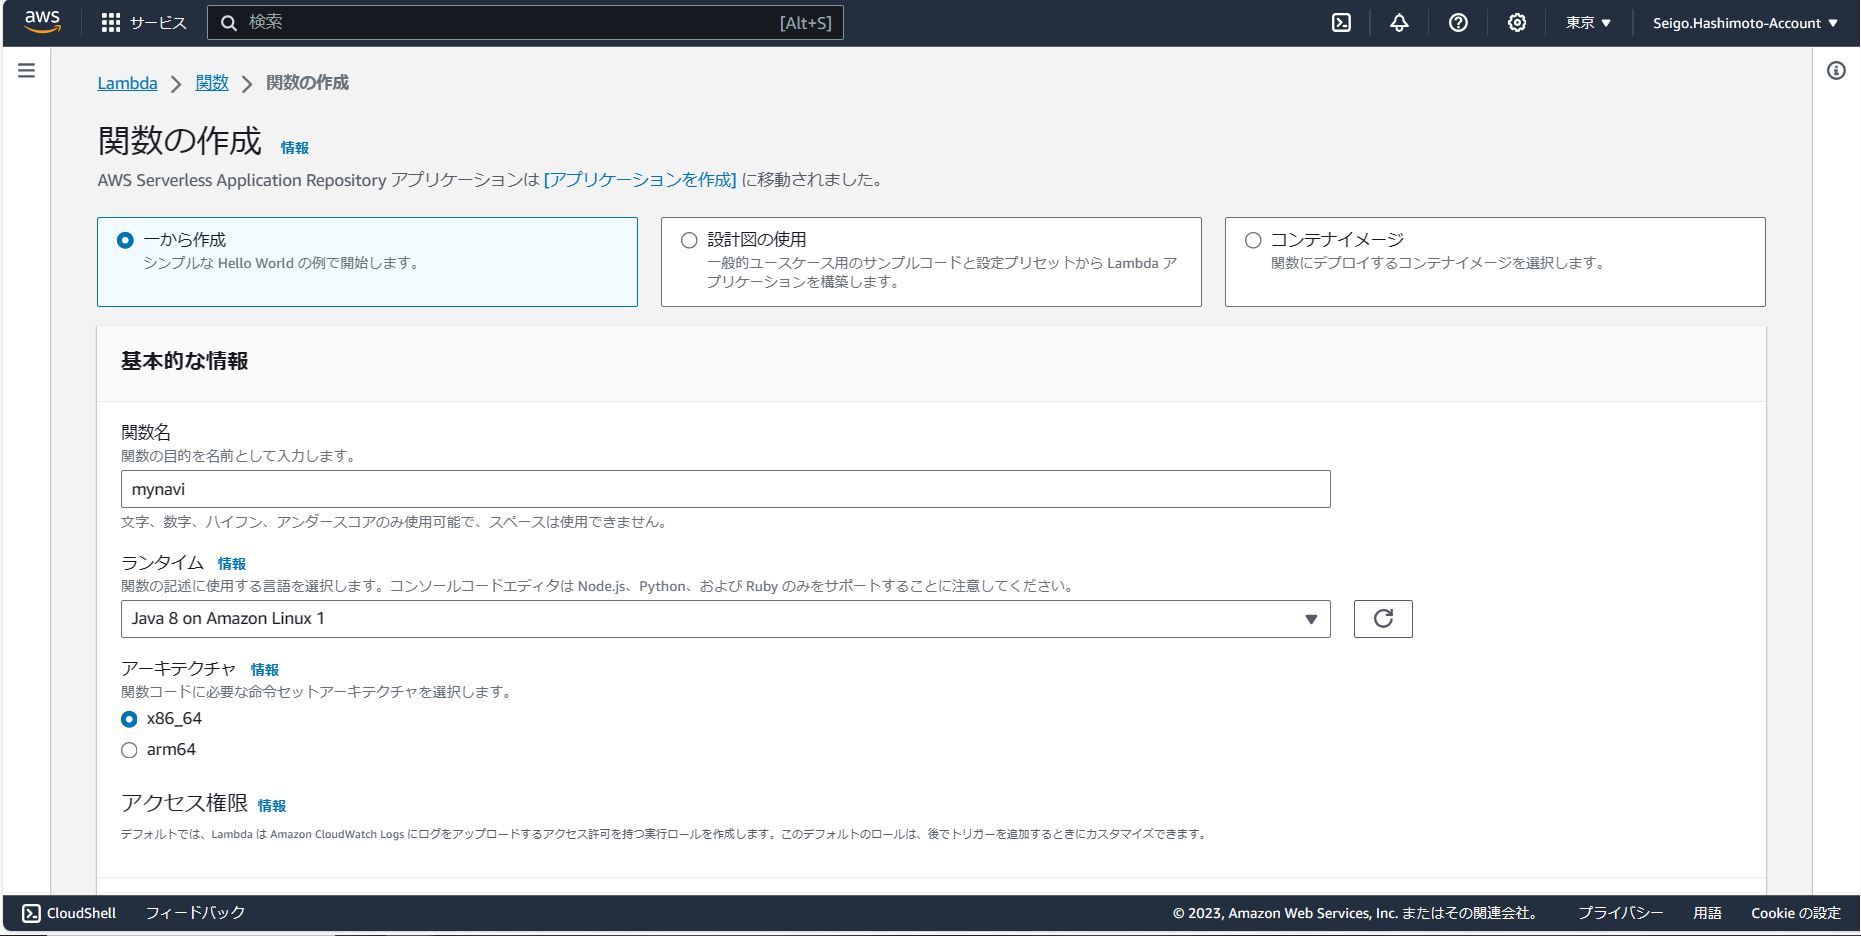 aws
サービス
検索
[Alt+S]
東京
Seigo.Hashimoto-Account
Lambda
関数
関数の作成
関数の作成 情報
AWS Serverless Application Repository アプリケーションは [アプリケーションを作成] に移動されました。
一から作成
シンプルな Hello World の例で開始します。
設計図の使用
一般的ユースケース用のサンプルコードと設定プリセットから Lambda ア
プリケーションを構築します。
コンテナイメージ
関数にデプロイするコンテナイメージを選択します。
基本的な情報
関数名
関数の目的を名前として入力します。
mynavi
文字、数字、ハイフン、アンダースコアのみ使用可能で、スペースは使用できません。
ランタイム 情報
関数の記述に使用する言語を選択します。コンソールコードエディタは Node.js、Python、および Ruby のみをサポートすることに注意してください。
Java 8 on Amazon Linux 1
アーキテクチャ 情報
関数コードに必要な命令セットアーキテクチャを選択します。
x86_64
arm64
アクセス権限 情報
デフォルトでは、Lambda は Amazon CloudWatch Logs にログをアップロードするアクセス許可を持つ実行ロールを作成します。このデフォルトのロールは、後でトリガーを追加するときにカスタマイズできます。
CloudShell
フィードバック
© 2023, Amazon Web Services, Inc. またはその関連会社。
プライバシー
用語
Cookie の設定